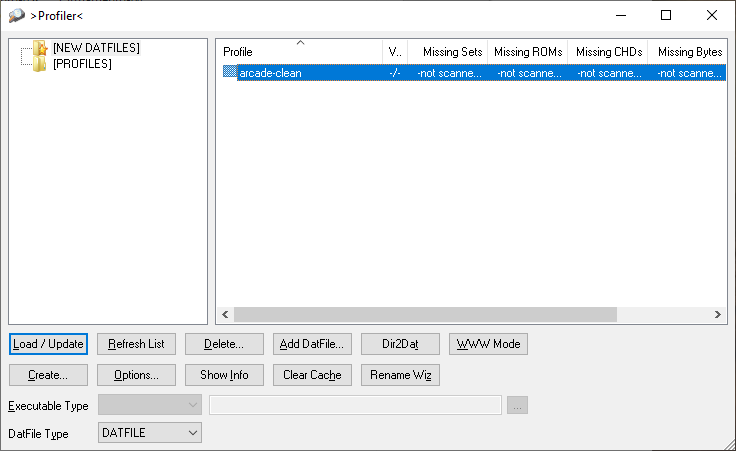 >Profiler<
[NEW DATFILES]
[PROFILES]
Profile V.. Missing Sets Missing ROMs Missing CHDs Missing Bytes
arcade-clean -/- -not scanne... -not scanne... -not scanne... -not scanne...
Load / Update Refresh List Delete... Add DatFile... Dir2Dat WWW Mode
Create... Options... Show Info Clear Cache Rename Wiz
Executable Type ...
DatFile Type DATFILE